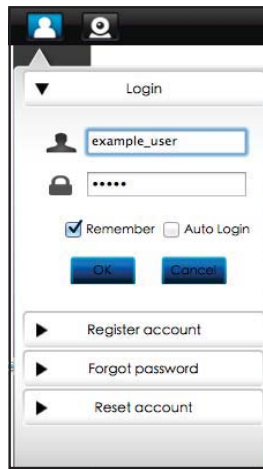 Login
example_user
•••••
Remember Auto Login
OK Cancel
Register account
Forgot password
Reset account